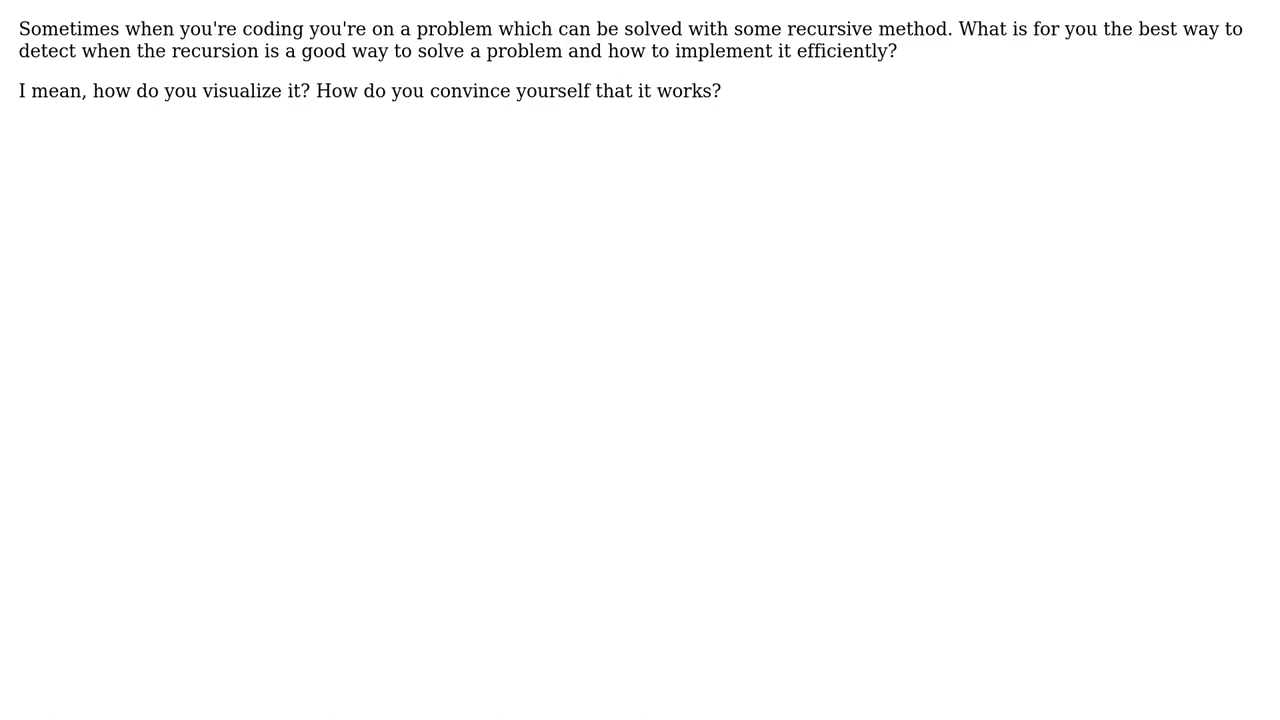 Sometimes when you're coding you're on a problem which can be solved with some recursive method. What is for you the best way to
detect when the recursion is a good way to solve a problem and how to implement it efficiently?
I mean, how do you visualize it? How do you convince yourself that it works?